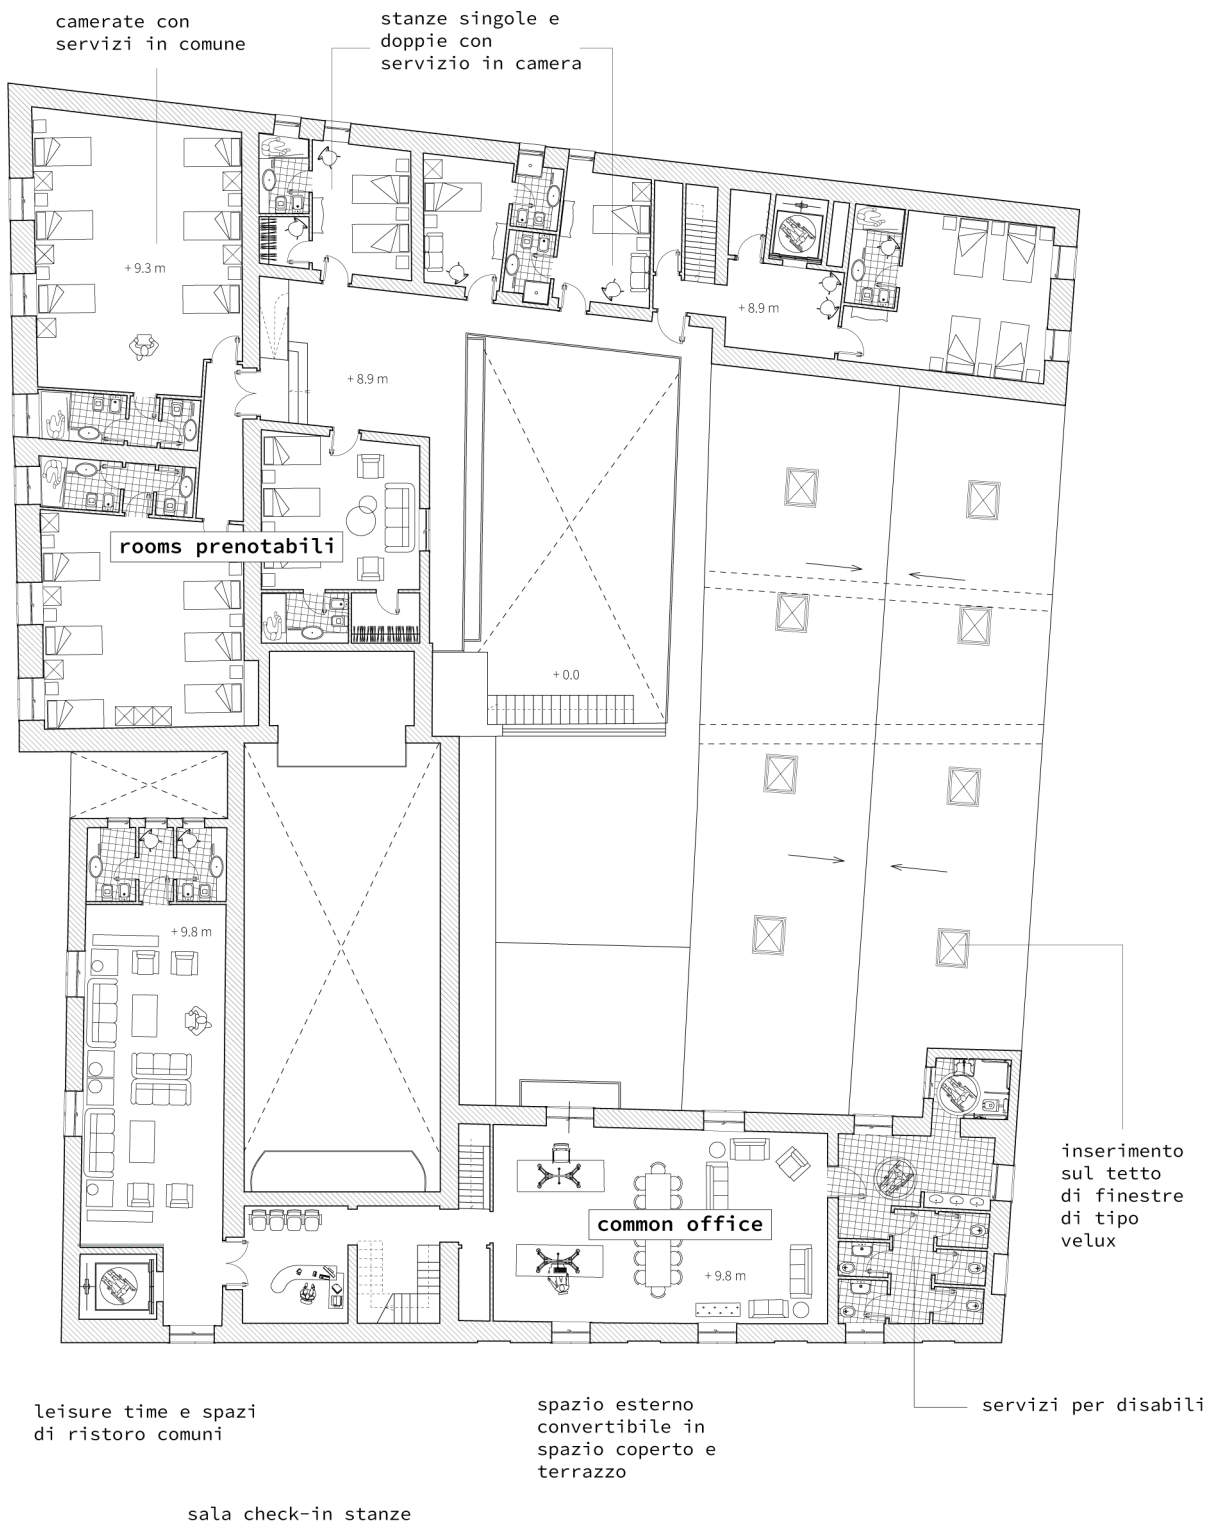 camerate con
servizi in comune
stanze singole e
doppie con
servizio in camera
+ 9.3 m
+ 8.9 m
+ 8.9 m
rooms prenotabili
+ 0.0
+ 9.8 m
inserimento
sul tetto
di finestre
di tipo
velux
common office
+ 9.8 m
leisure time e spazi
di ristoro comuni
spazio esterno
convertibile in
spazio coperto e
terrazzo
servizi per disabili
sala check-in stanze